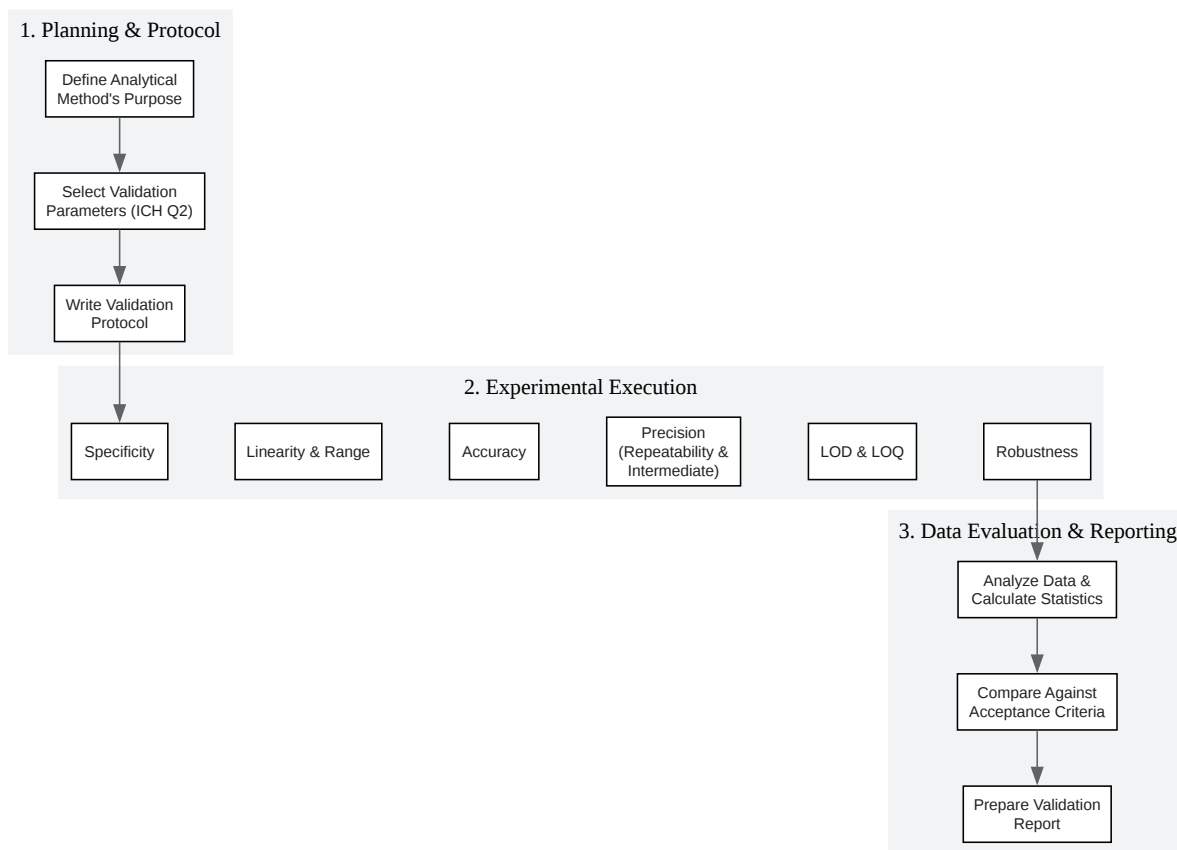 1. Planning & Protocol
Define Analytical
Method's Purpose
Select Validation
Parameters (ICH Q2)
Write Validation
Protocol
2. Experimental Execution
Specificity
Linearity & Range
Accuracy
Precision
(Repeatability &
Intermediate)
LOD & LOQ
Robustness
3. Data Evaluation & Reporting
Analyze Data &
Calculate Statistics
Compare Against
Acceptance Criteria
Prepare Validation
Report